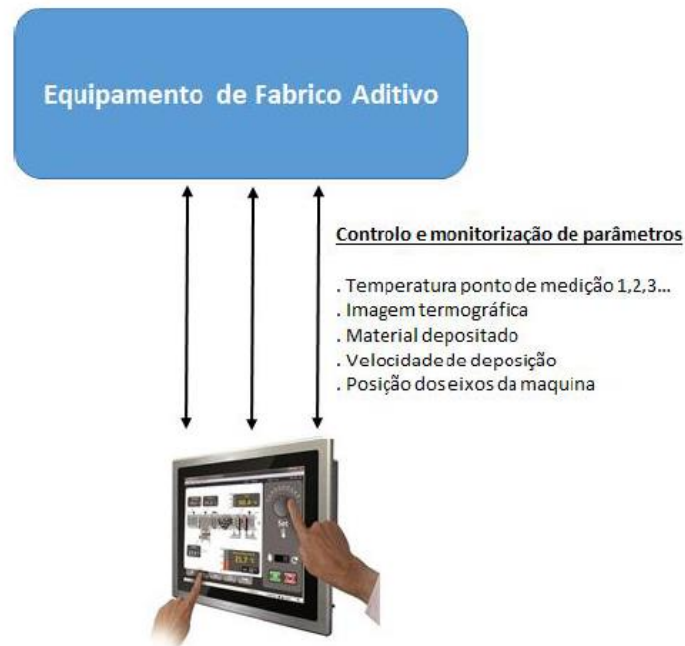 Equipamento de Fabrico Aditivo
Controlo e monitorização de parâmetros
. Temperatura ponto de medição 1,2,3...
. Imagem termográfica
. Material depositado
. Velocidade de deposição
. Posição dos eixos da maquina
Set